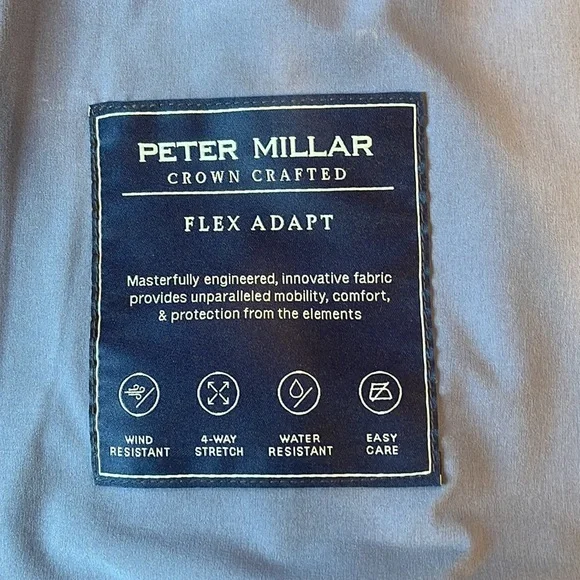 PETER MILLAR
CROWN CRAFTED
FLEX ADAPT
Masterfully engineered, innovative fabric
provides unparalleled mobility, comfort,
& protection from the elements
WIND RESISTANT
4-WAY STRETCH
WATER RESISTANT
EASY CARE